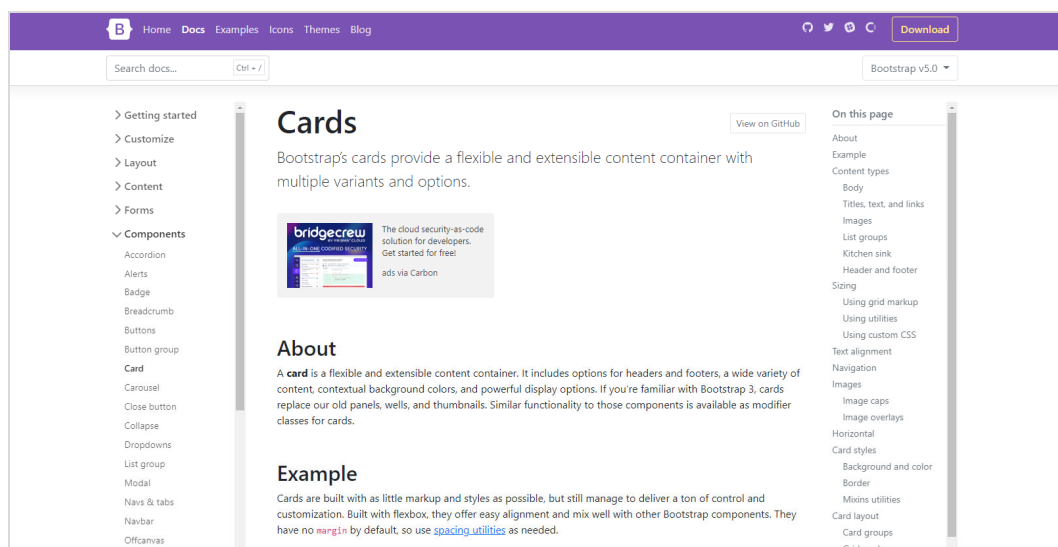 B Home Docs Examples Icons Themes Blog Download
Search docs... Ctrl + / Bootstrap v5.0
Getting started
Customize
Layout
Content
Forms
Components
Accordion
Alerts
Badge
Breadcrumb
Buttons
Button group
Card
Carousel
Close button
Collapse
Dropdowns
List group
Modal
Navs & tabs
Navbar
Offcanvas
Cards
View on GitHub
Bootstrap's cards provide a flexible and extensible content container with
multiple variants and options.
bridgecrew
BY PRISMA CLOUD
ALL-IN-ONE CODIFIED SECURITY
The cloud security-as-code
solution for developers.
Get started for free!
ads via Carbon
About
A card is a flexible and extensible content container. It includes options for headers and footers, a wide variety of
content, contextual background colors, and powerful display options. If you're familiar with Bootstrap 3, cards
replace our old panels, wells, and thumbnails. Similar functionality to those components is available as modifier
classes for cards.
Example
Cards are built with as little markup and styles as possible, but still manage to deliver a ton of control and
customization. Built with flexbox, they offer easy alignment and mix well with other Bootstrap components. They
have no margin by default, so use spacing utilities as needed.
On this page
About
Example
Content types
Body
Titles, text, and links
Images
List groups
Kitchen sink
Header and footer
Sizing
Using grid markup
Using utilities
Using custom CSS
Text alignment
Navigation
Images
Image caps
Image overlays
Horizontal
Card styles
Background and color
Border
Mixins utilities
Card layout
Card groups